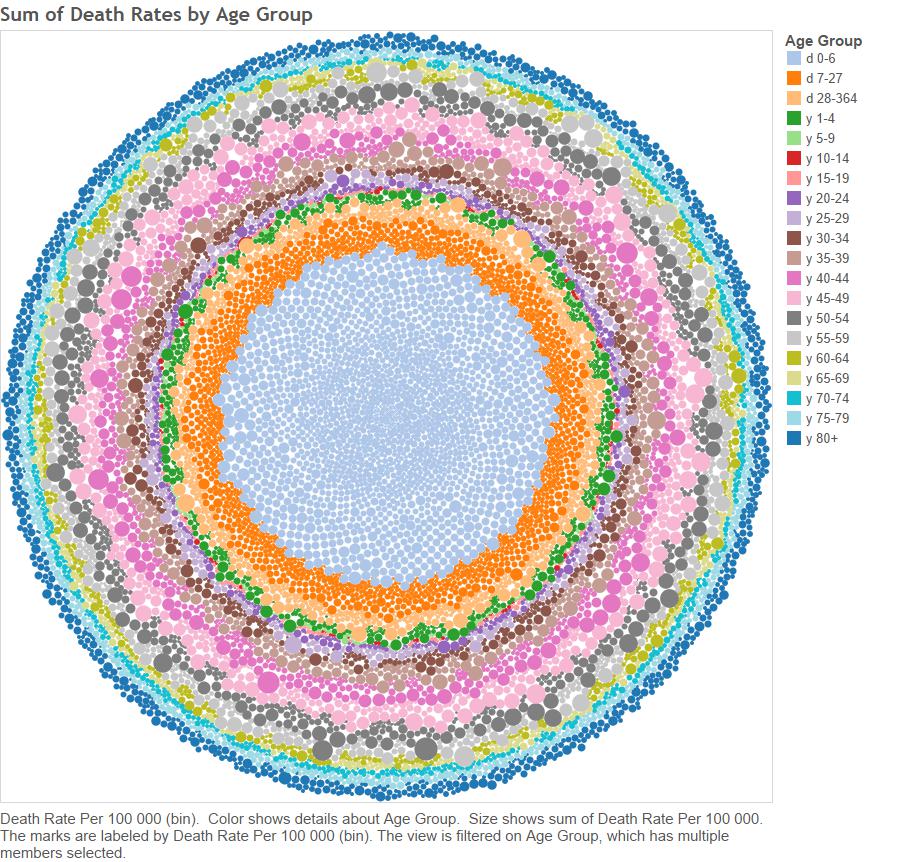 Sum of Death Rates by Age Group
Age Group
d 0-6
d 7-27
d 28-364
y 1-4
y 5-9
y 10-14
y 15-19
y 20-24
y 25-29
y 30-34
y 35-39
y 40-44
y 45-49
y 50-54
y 55-59
y 60-64
y 65-69
y 70-74
y 75-79
y 80+
Death Rate Per 100 000 (bin).  Color shows details about Age Group.  Size shows sum of Death Rate Per 100 000.
The marks are labeled by Death Rate Per 100 000 (bin). The view is filtered on Age Group, which has multiple
members selected.